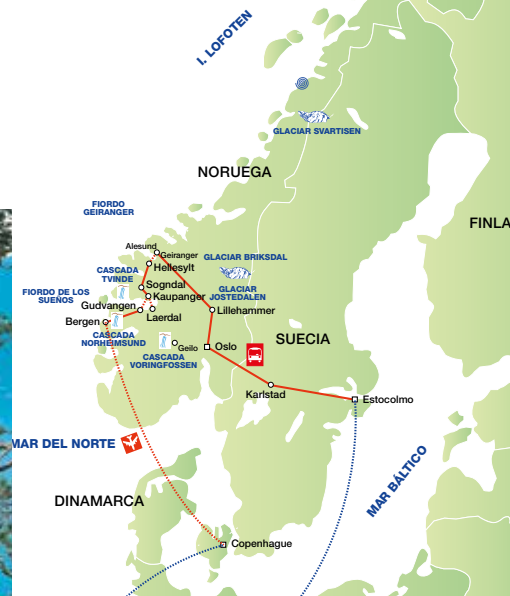 I. LOFOTEN
GLACIAR SVARTISEN
NORUEGA
FIORDO
GEIRANGER
FINLA
Alesund
Geiranger
GLACIAR BRIKSDAL
Hellesylt
CASCADA
TVINDE
Sogndal
GLACIAR
JOSTEDALEN
FIORDO DE LOS
SUEÑOS
Kaupanger
Gudvangen
Laerdal
Lillehammer
Bergen
CASCADA
NORHEIMSUND
Geilo
Oslo
SUECIA
CASCADA
VORINGFOSSEN
Karlstad
Estocolmo
MAR DEL NORTE
MAR BÁLTICO
DINAMARCA
Copenhague